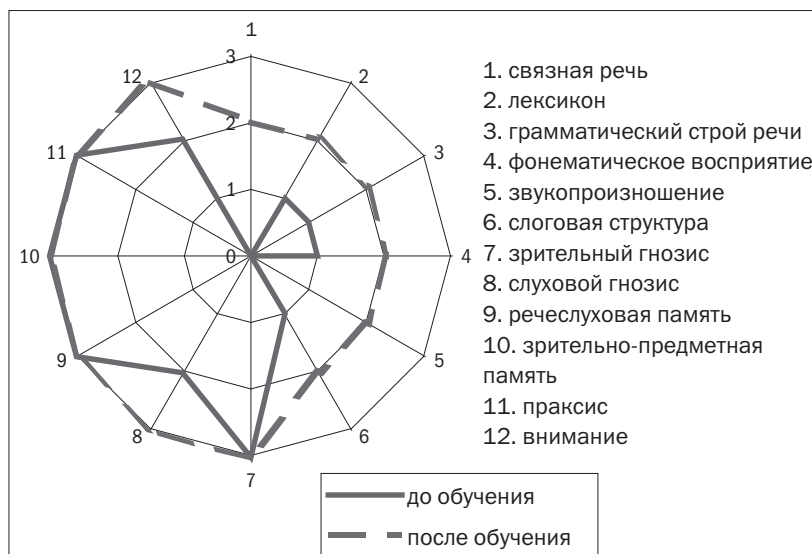 1
2
3
4
5
6
7
8
9
10
11
12
3
2
1
0
1. связная речь
2. лексикон
3. грамматический строй речи
4. фонематическое восприятие
5. звукопроизношение
6. слоговая структура
7. зрительный гнозис
8. слуховой гнозис
9. речеслуховая память
10. зрительно-предметная
память
11. праксис
12. внимание
до обучения
после обучения